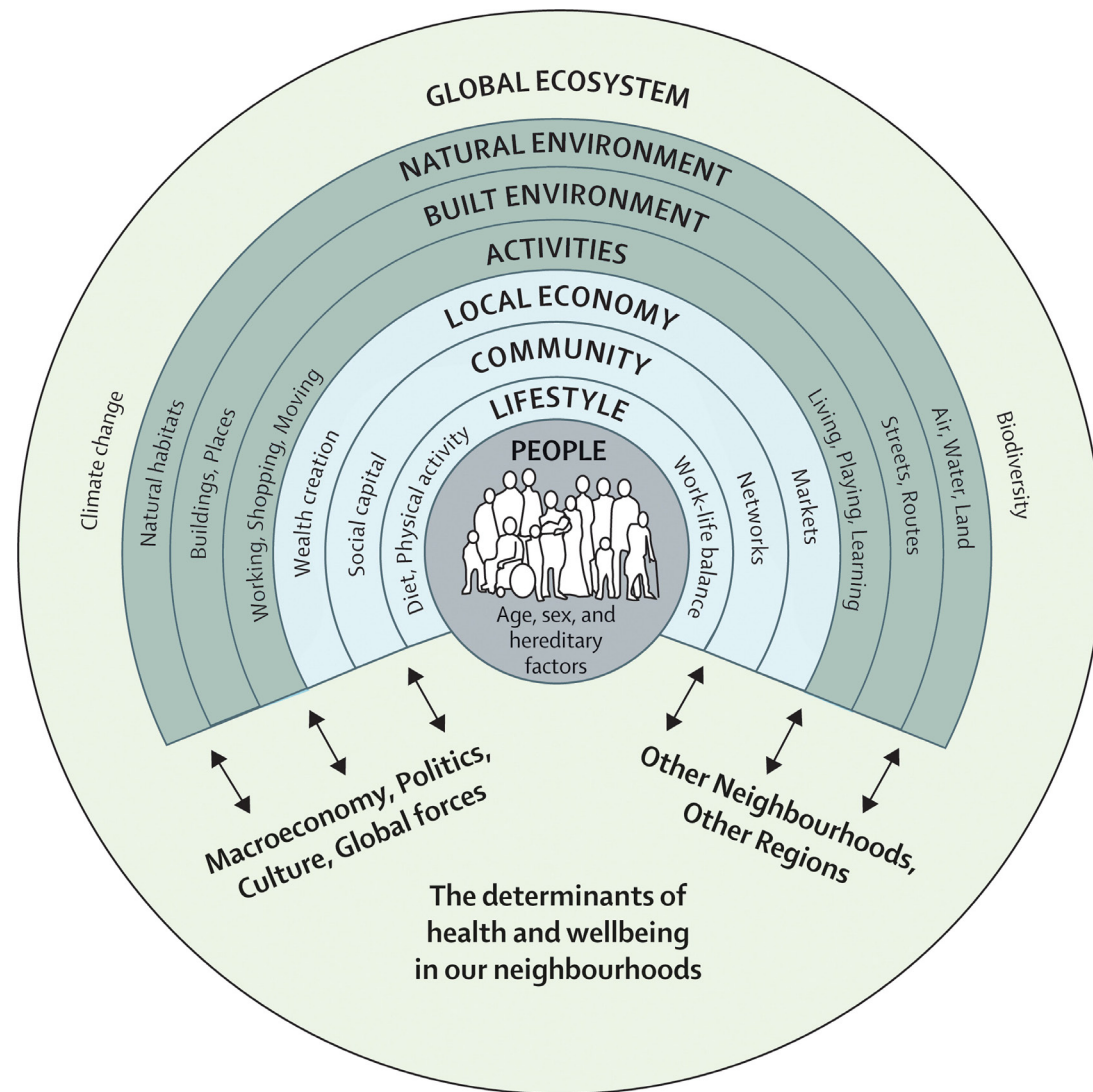 GLOBAL ECOSYSTEM
NATURAL ENVIRONMENT
BUILT ENVIRONMENT
ACTIVITIES
LOCAL ECONOMY
COMMUNITY
LIFESTYLE
PEOPLE
Age, sex, and
hereditary
factors
Climate change
Natural habitats
Buildings, Places
Working, Shopping, Moving
Wealth creation
Social capital
Diet, Physical activity
Work-life balance
Networks
Markets
Living, Playing, Learning
Streets, Routes
Air, Water, Land
Biodiversity
Macroeconomy, Politics,
Culture, Global forces
Other Neighbourhoods,
Other Regions
The determinants of
health and wellbeing
in our neighbourhoods